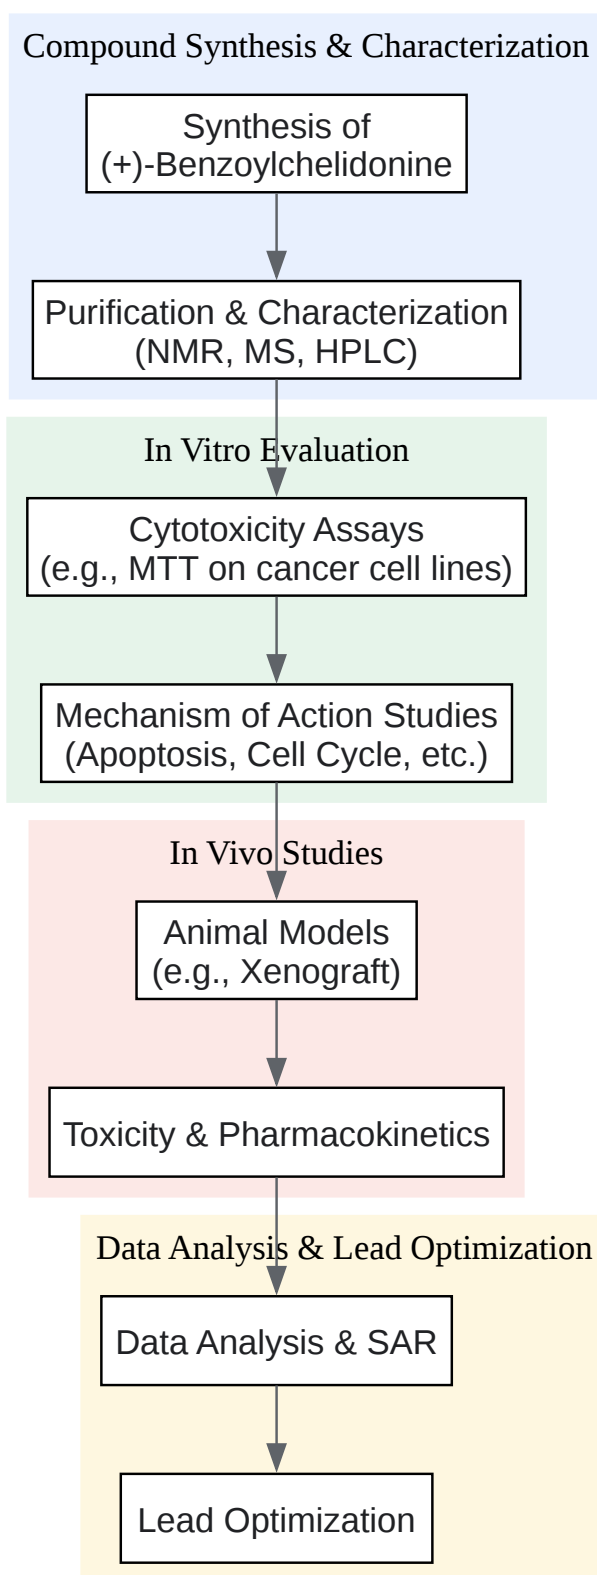 Compound Synthesis & Characterization
Synthesis of
(+)-Benzoylchelidonine
Purification & Characterization
(NMR, MS, HPLC)
In Vitro Evaluation
Cytotoxicity Assays
(e.g., MTT on cancer cell lines)
Mechanism of Action Studies
(Apoptosis, Cell Cycle, etc.)
In Vivo Studies
Animal Models
(e.g., Xenograft)
Toxicity & Pharmacokinetics
Data Analysis & Lead Optimization
Data Analysis & SAR
Lead Optimization